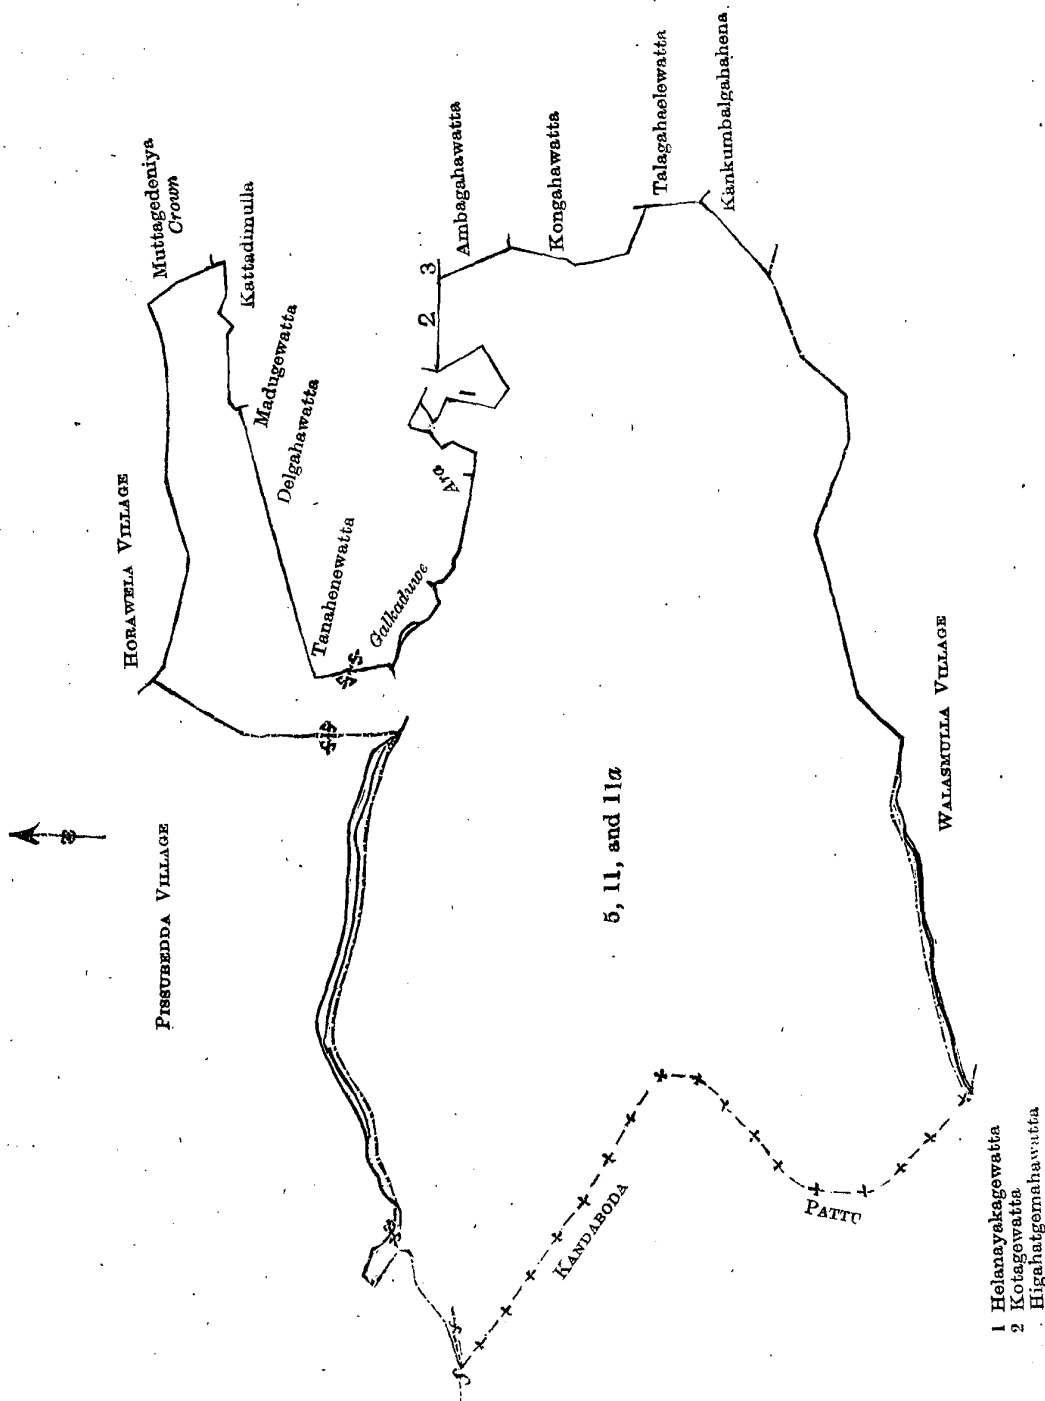 Muttagedeniya
Crown
Kattadimulla
Madugewatta
Delgahawatta
Tanahenewatta
HORAWELA VILLAGE
PISSUBEDDA VILLAGE
Galkaduwe
Ara
1
2
3
Ambagahawatta
Kongahawatta
Talagahaelewatta
Kankumbalgahahena
5, 11, and 11a
WALASMULLA VILLAGE
KANDABODA
PATTU
1 Helanayakagewatta
2 Kotagewatta
Higahatgemahawatta